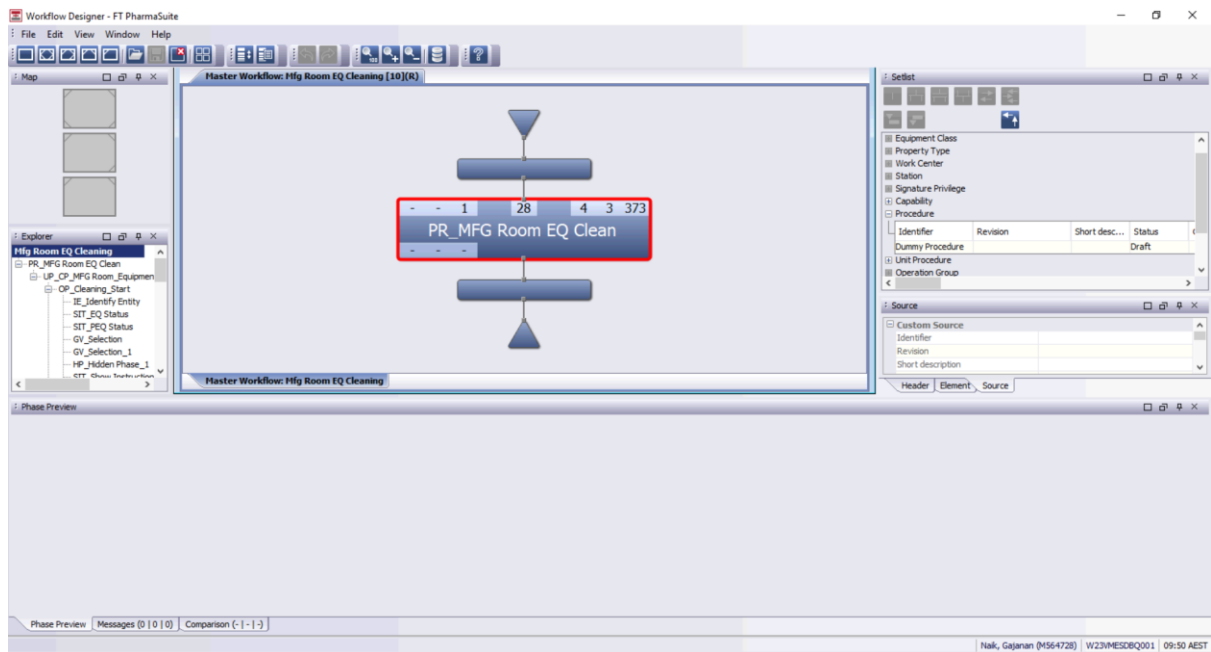 Workflow Designer - FT PharmaSuite
File Edit View Window Help
Map
Master Workflow: Mfg Room EQ Cleaning [10](R)
Setlist
Equipment Class
Property Type
Work Center
Station
Signature Privilege
Capability
Procedure
Identifier Revision Short desc... Status
Dummy Procedure Draft
Unit Procedure
Operation Group
- - 1 28 4 3 373
PR_MFG Room EQ Clean
- - -
Explorer
Mfg Room EQ Cleaning
PR_MFG Room EQ Clean
UP_CP_MFG Room_Equipmen
OP_Cleaning_Start
IE_Identify Entity
SIT_EQ Status
SIT_PEQ Status
GV_Selection
GV_Selection_1
HP_Hidden Phase_1
SIT_Show Instruction
Master Workflow: Mfg Room EQ Cleaning
Source
Custom Source
Identifier
Revision
Short description
Header Element Source
Phase Preview
Phase Preview Messages (0 | 0 | 0) Comparison (- | - | -)
Naik, Gajanan (M564728) W23VMESDBQ001 09:50 AEST